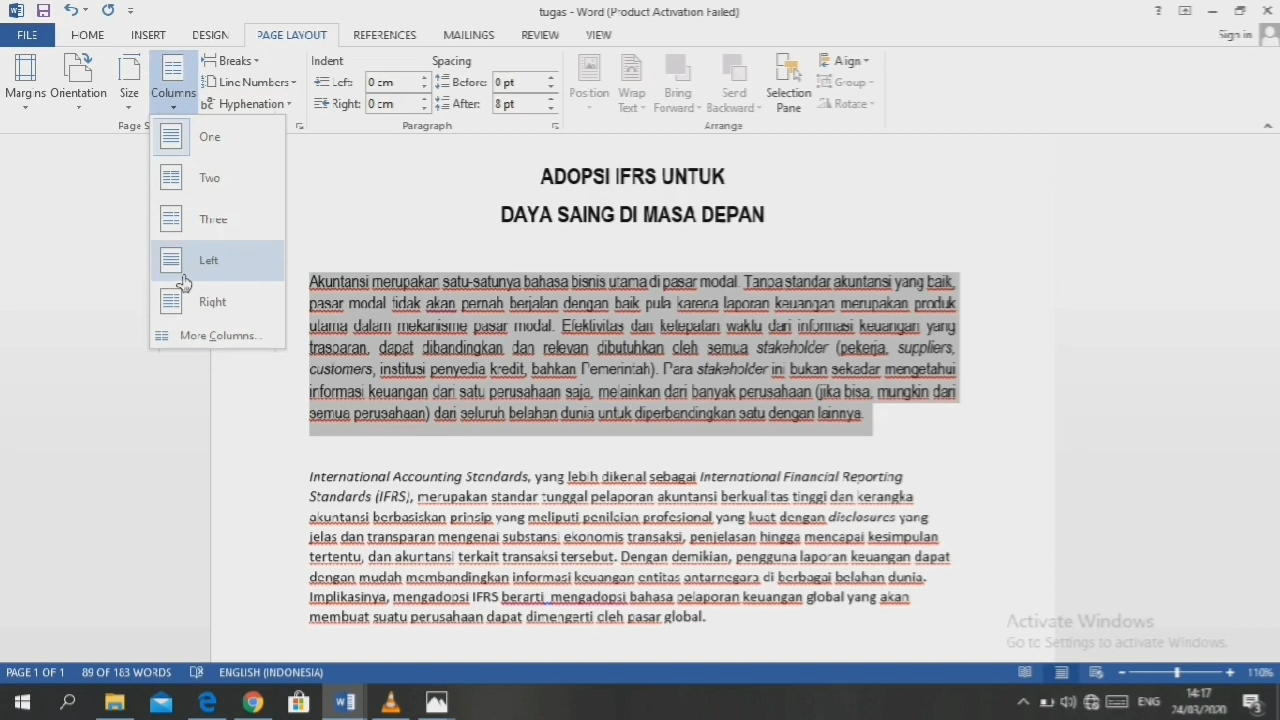 tugas - Word (Product Activation Failed)
FILE HOME INSERT DESIGN PAGE LAYOUT REFERENCES MAILINGS REVIEW VIEW Sign in
Margins Orientation Size Columns
Breaks
Line Numbers
Hyphenation
Indent Spacing
Left: 0 cm Before: 0 pt
Right: 0 cm After: 8 pt
Position Wrap Text Bring Forward Send Backward Selection Pane
Align
Group
Rotate
Page S Paragraph Arrange
One
Two
Three
Left
Right
More Columns...
ADOPSI IFRS UNTUK
DAYA SAING DI MASA DEPAN
Akuntansi merupakan satu-satunya bahasa bisnis utama di pasar modal. Tanpa standar akuntansi yang baik,
pasar modal tidak akan pernah berjalan dengan baik pula karena laporan keuangan merupakan produk
utama dalam mekanisme pasar modal. Efektivitas dan ketepatan waktu dari informasi keuangan yang
trasparan, dapat dibandingkan dan relevan dibutuhkan oleh semua stakeholder (pekerja, suppliers,
customers, institusi penyedia kredit, bahkan Pemerintah). Para stakeholder ini bukan sekadar mengetahui
informasi keuangan dari satu perusahaan saja, melainkan dari banyak perusahaan (jika bisa, mungkin dari
semua perusahaan) dari seluruh belahan dunia untuk diperbandingkan satu dengan lainnya.
International Accounting Standards, yang lebih dikenal sebagai International Financial Reporting
Standards (IFRS), merupakan standar tunggal pelaporan akuntansi berkualitas tinggi dan kerangka
akuntansi berbasiskan prinsip yang meliputi penilaian profesional yang kuat dengan disclosures yang
jelas dan transparan mengenai substansi ekonomis transaksi, penjelasan hingga mencapai kesimpulan
tertentu, dan akuntansi terkait transaksi tersebut. Dengan demikian, pengguna laporan keuangan dapat
dengan mudah membandingkan informasi keuangan entitas antarnegara di berbagai belahan dunia.
Implikasinya, mengadopsi IFRS berarti mengadopsi bahasa pelaporan keuangan global yang akan
membuat suatu perusahaan dapat dimengerti oleh pasar global.
Activate Windows
Go to Settings to activate Windows.
PAGE 1 OF 1 89 OF 183 WORDS ENGLISH (INDONESIA) 110%
ENG 14:17
24/03/2020
3